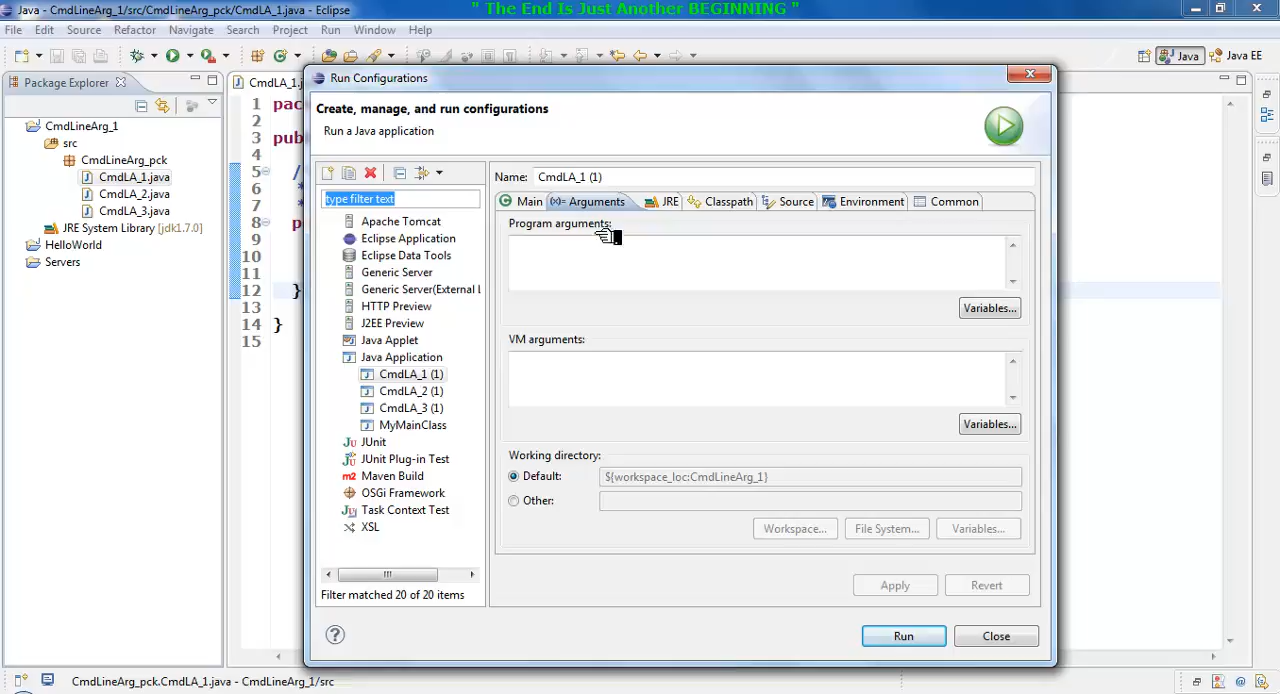 Java - CmdLineArg_1/src/CmdLineArg_pck/CmdLA_1.java - Eclipse
" The End Is Just Another BEGINNING "
File Edit Source Refactor Navigate Search Project Run Window Help
Java Java EE
Package Explorer
CmdLineArg_1
src
CmdLineArg_pck
CmdLA_1.java
CmdLA_2.java
CmdLA_3.java
JRE System Library [jdk1.7.0]
HelloWorld
Servers
CmdLA_1.j
1 pac
2
3 pub
4
5 /
6 *
7 *
8 p
9
10
11
12 }
13
14 }
15
Run Configurations
Create, manage, and run configurations
Run a Java application
type filter text
Apache Tomcat
Eclipse Application
Eclipse Data Tools
Generic Server
Generic Server(External L
HTTP Preview
J2EE Preview
Java Applet
Java Application
CmdLA_1 (1)
CmdLA_2 (1)
CmdLA_3 (1)
MyMainClass
JUnit
JUnit Plug-in Test
Maven Build
OSGi Framework
Task Context Test
XSL
Filter matched 20 of 20 items
Name: CmdLA_1 (1)
Main (x)= Arguments JRE Classpath Source Environment Common
Program arguments:
Variables...
VM arguments:
Variables...
Working directory:
Default: ${workspace_loc:CmdLineArg_1}
Other:
Workspace... File System... Variables...
Apply Revert
Run Close
CmdLineArg_pck.CmdLA_1.java - CmdLineArg_1/src